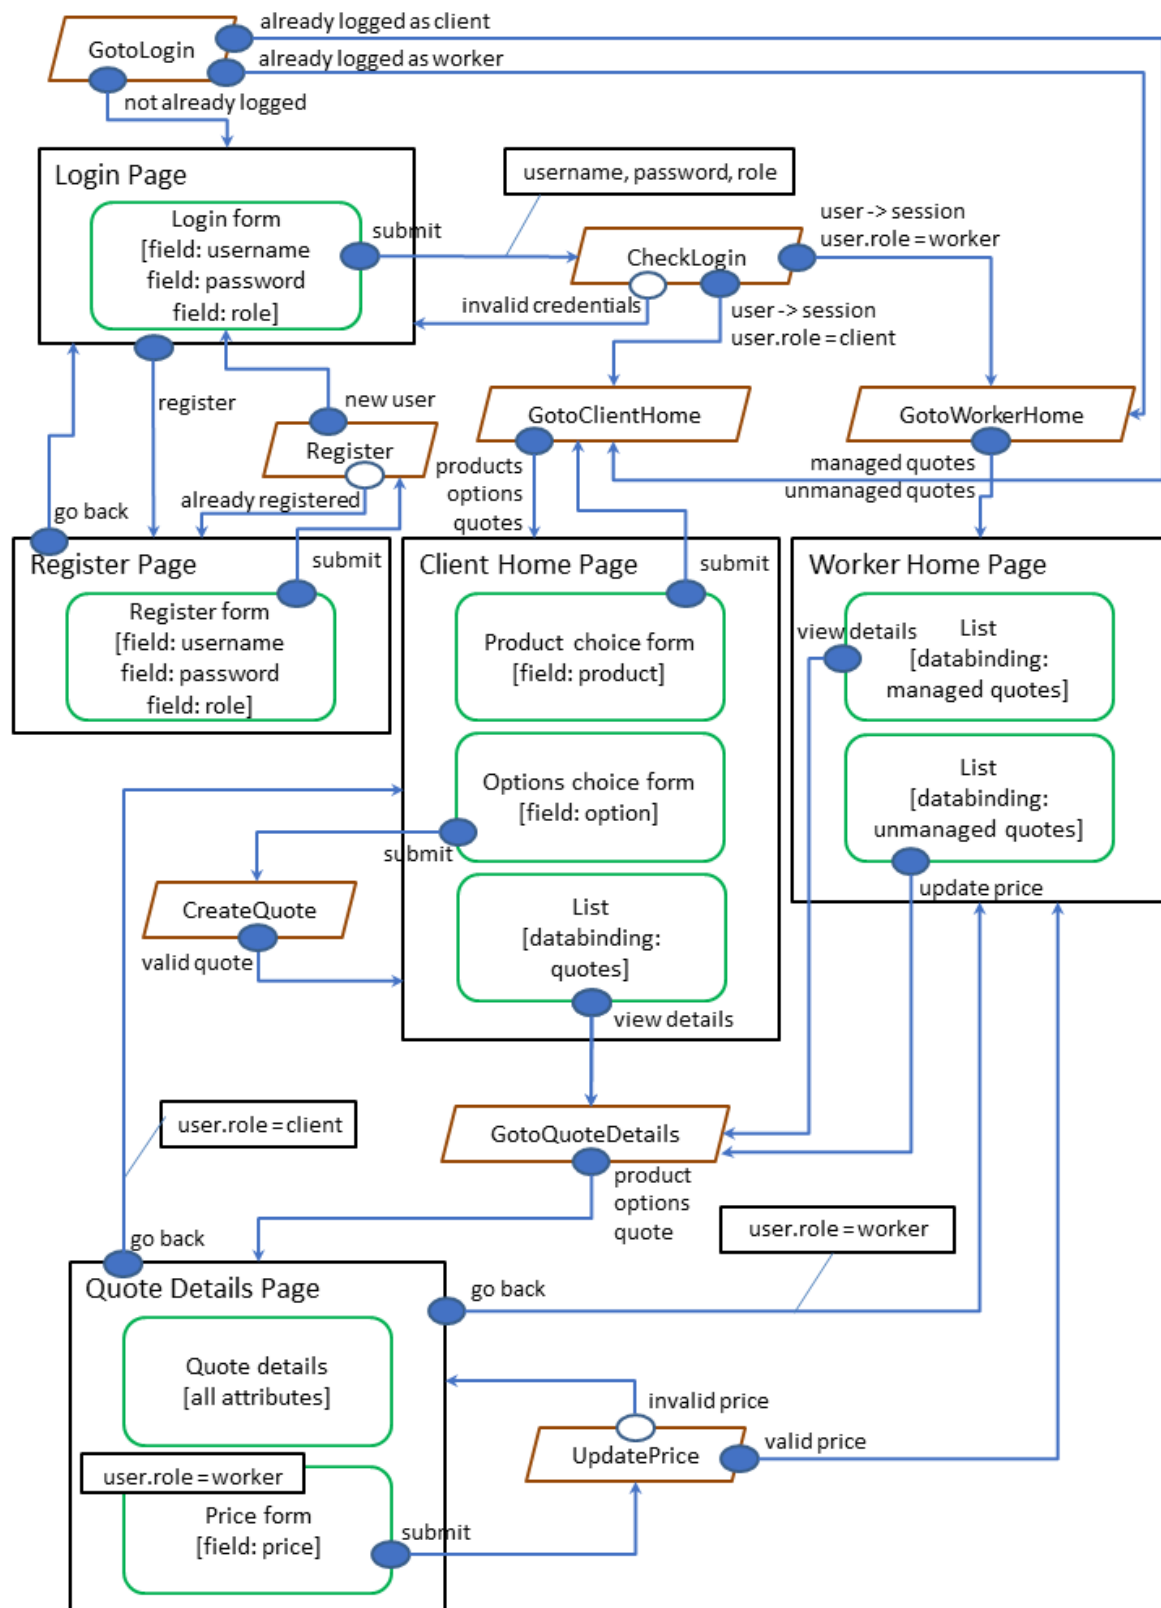 already logged as client
GotoLogin
already logged as worker
not already logged
Login Page
username, password, role
Login form
[field: username
field: password
field: role]
submit
user -> session
user.role = worker
CheckLogin
invalid credentials
user -> session
user.role = client
register
new user
Register
already registered
GotoClientHome
GotoWorkerHome
products
options
quotes
managed quotes
unmanaged quotes
go back
Register Page
submit
Register form
[field: username
field: password
field: role]
Client Home Page
submit
Product choice form
[field: product]
Options choice form
[field: option]
submit
List
[databinding:
quotes]
view details
Worker Home Page
view details
List
[databinding:
managed quotes]
List
[databinding:
unmanaged quotes]
update price
CreateQuote
valid quote
user.role = client
GotoQuoteDetails
product
options
quote
user.role = worker
go back
Quote Details Page
go back
Quote details
[all attributes]
invalid price
UpdatePrice
valid price
user.role = worker
Price form
[field: price]
submit